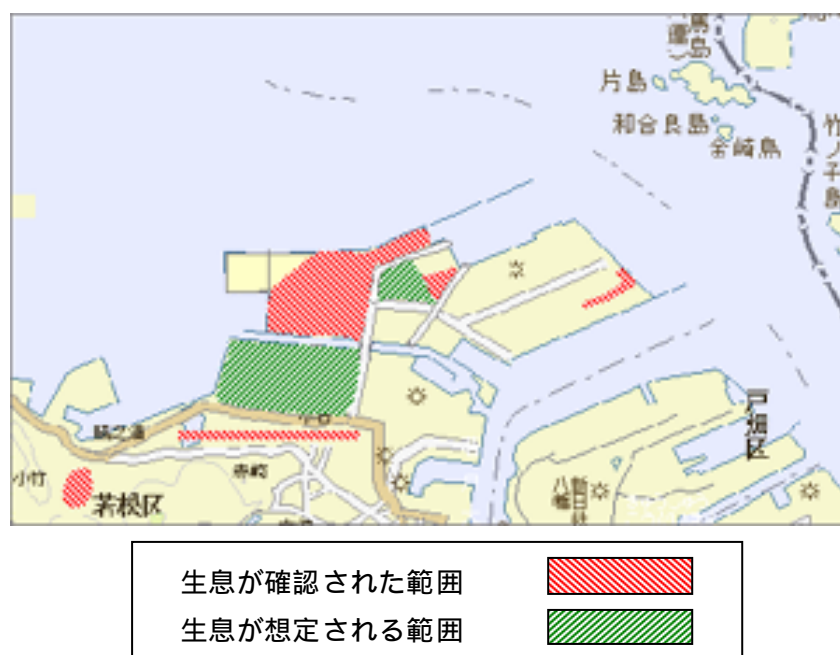 片島
和合良島
金崎島
竹ノ子島
戸畑区
小竹
赤崎
若松区
八幡
生息が確認された範囲
生息が想定される範囲